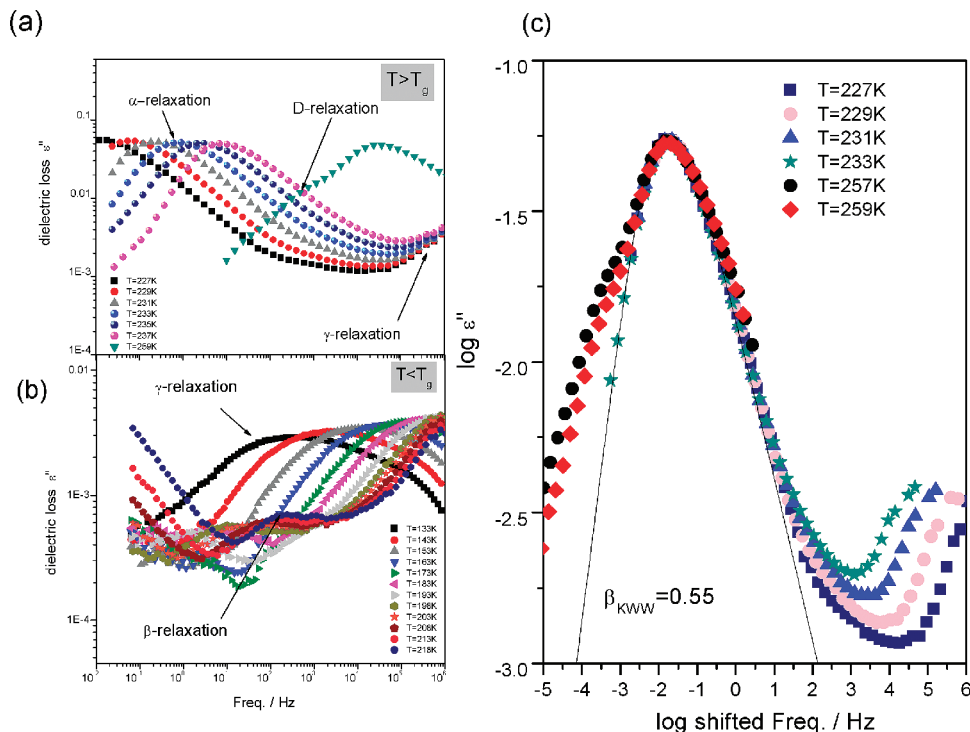 (a)
T>Tg
α-relaxation
D-relaxation
γ-relaxation
dielectric loss ε''
0.1
0.01
1E-3
1E-4
T=227K
T=229K
T=231K
T=233K
T=235K
T=237K
T=259K
(b)
T<Tg
γ-relaxation
β-relaxation
dielectric loss ε''
0.01
1E-3
1E-4
T=133K
T=143K
T=153K
T=163K
T=173K
T=183K
T=193K
T=198K
T=203K
T=208K
T=213K
T=218K
Freq. / Hz
(c)
log ε''
-1.0
-1.5
-2.0
-2.5
-3.0
T=227K
T=229K
T=231K
T=233K
T=257K
T=259K
βKWW=0.55
-5 -4 -3 -2 -1 0 1 2 3 4 5 6
log shifted Freq. / Hz